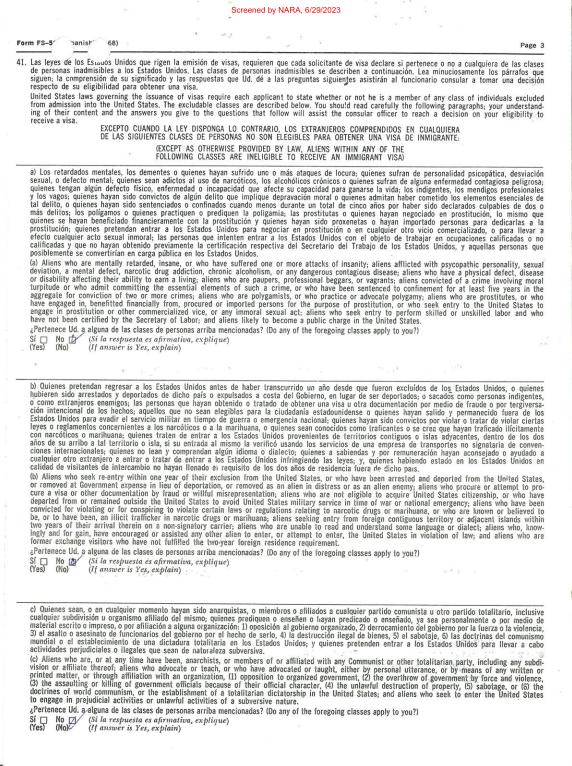 Screened by NARA, 6/29/2023
Form FS-5 anish 68)
Page 3
41. Las leyes de los Estados Unidos que rigen la emisión de visas, requieren que cada solicitante de visa declare si pertenece o no a cualquiera de las clases
de personas inadmisibles a los Estados Unidos. Las clases de personas inadmisibles se describen a continuación. Lea minuciosamente los párrafos que
siguen; la comprensión de su significado y las respuestas que Ud. dé a las preguntas siguientes asistirán al funcionario consular a tomar una decisión
respecto de su eligibilidad para obtener una visa.
United States laws governing the issuance of visas require each applicant to state whether or not he is a member of any class of individuals excluded
from admission into the United States. The excludable classes are described below. You should read carefully the following paragraphs; your understand-
ing of their content and the answers you give to the questions that follow will assist the consular officer to reach a decision on your eligibility to
receive a visa.
EXCEPTO CUANDO LA LEY DISPONGA LO CONTRARIO, LOS EXTRANJEROS COMPRENDIDOS EN CUALQUIERA
DE LAS SIGUIENTES CLASES DE PERSONAS NO SON ELEGIBLES PARA OBTENER UNA VISA DE INMIGRANTE:
(EXCEPT AS OTHERWISE PROVIDED BY LAW, ALIENS WITHIN ANY OF THE
FOLLOWING CLASSES ARE INELIGIBLE TO RECEIVE AN IMMIGRANT VISA)
a) Los retardados mentales, los dementes o quienes hayan sufrido uno o más ataques de locura; quienes sufran de personalidad psicopática, desviación
sexual, o defecto mental; quienes sean adictos al uso de narcóticos, los alcohólicos crónicos o quienes sufran de alguna enfermedad contagiosa peligrosa;
quienes tengan algún defecto físico, enfermedad o incapacidad que afecte su capacidad para ganarse la vida; los indigentes, los mendigos profesionales
y los vagos; quienes hayan sido convictos de algún delito que implique depravación moral o quienes admitan haber cometido los elementos esenciales de
tal delito, o quienes hayan sido sentenciados o confinados cuando menos durante un total de cinco años por haber sido declarados culpables de dos o
más delitos; los polígamos o quienes practiquen o prediquen la poligamia; las prostitutas o quienes hayan negociado en prostitución, lo mismo que
quienes se hayan beneficiado financieramente con la prostitución y quienes hayan sido proxenetas o hayan importado personas para dedicarlas a la
prostitución; quienes pretendan entrar a los Estados Unidos para negociar en prostitución o en cualquier otro vicio comercializado, o para llevar a
efecto cualquier acto sexual inmoral; las personas que intenten entrar a los Estados Unidos con el objeto de trabajar en ocupaciones calificadas o no
calificadas y que no hayan obtenido previamente la certificación respectiva del Secretario del Trabajo de los Estados Unidos, y aquellas personas que
posiblemente se convertirían en carga pública en los Estados Unidos.
(a) Aliens who are mentally retarded, insane, or who have suffered one or more attacks of insanity; aliens afflicted with psycopathic personality, sexual
deviation, a mental defect, narcotic drug addiction, chronic alcoholism, or any dangerous contagious disease; aliens who have a physical defect, disease
or disability affecting their ability to earn a living; aliens who are paupers, professional beggars, or vagrants; aliens convicted of a crime involving moral
turpitude or who admit committing the essential elements of such a crime, or who have been sentenced to confinement for at least five years in the
aggregate for conviction of two or more crimes; aliens who are polygamists, or who practice or advocate polygamy; aliens who are prostitutes, or who
have engaged in, benefited financially from, procured or imported persons for the purpose of prostitution, or who seek entry to the United States to
engage in prostitution or other commercialized vice, or any immoral sexual act; aliens who seek entry to perform skilled or unskilled labor and who
have not been certified by the Secretary of Labor; and aliens likely to become a public charge in the United States.
¿Pertenece Ud. a alguna de las clases de personas arriba mencionadas? (Do any of the foregoing classes apply to you?)
Sí □ No ☑ (Si la respuesta es afirmativa, explique)
(Yes) (No) (If answer is Yes, explain)
b) Quienes pretendan regresar a los Estados Unidos antes de haber transcurrido un año desde que fueron excluídos de los Estados Unidos, o quienes
hubieren sido arrestados y deportados de dicho país o expulsados a costa del Gobierno, en lugar de ser deportados; o sacados como personas indigentes,
o como extranjeros enemigos; las personas que hayan obtenido o tratado de obtener una visa u otra documentación por medio de fraude o por tergiversa-
ción intencional de los hechos; aquellos que no sean elegibles para la ciudadanía estadounidense o quienes hayan salido y permanecido fuera de los
Estados Unidos para evadir el servicio militar en tiempo de guerra o emergencia nacional; quienes hayan sido convictos por violar o tratar de violar ciertas
leyes o reglamentos concernientes a los narcóticos o a la marihuana, o quienes sean conocidos como traficantes o se crea que hayan traficado ilícitamente
con narcóticos o marihuana; quienes traten de entrar a los Estados Unidos provenientes de territorios contiguos o islas adyacentes, dentro de los dos
años de su arribo a tal territorio o isla, si su entrada al mismo la verificó usando los servicios de una empresa de transportes no signataria de conven-
ciones internacionales; quienes no lean y comprendan algún idioma o dialecto; quienes a sabiendas y por remuneración hayan aconsejado o ayudado a
cualquier otro extranjero a entrar o tratar de entrar a los Estados Unidos infringiendo las leyes; y, quienes habiendo estado en los Estados Unidos en
calidad de visitantes de intercambio no hayan llenado el requisito de los dos años de residencia fuera de dicho país.
(b) Aliens who seek re-entry within one year of their exclusion from the United States, or who have been arrested and deported from the United States,
or removed at Government expense in lieu of deportation, or removed as an alien in distress or as an alien enemy; aliens who procure or attempt to pro-
cure a visa or other documentation by fraud or willful misrepresentation; aliens who are not eligible to acquire United States citizenship, or who have
departed from or remained outside the United States to avoid United States military service in time of war or national emergency; aliens who have been
convicted for violating or for conspiring to violate certain laws or regulations relating to narcotic drugs or marihuana, or who are known or believed to
be, or to have been, an illicit trafficker in narcotic drugs or marihuana; aliens seeking entry from foreign contiguous territory or adjacent islands within
two years of their arrival therein on a non-signatory carrier; aliens who are unable to read and understand some language or dialect; aliens who, know-
ingly and for gain, have encouraged or assisted any other alien to enter, or attempt to enter, the United States in violation of law; and aliens who are
former exchange visitors who have not fulfilled the two-year foreign residence requirement.
¿Pertenece Ud. a alguna de las clases de personas arriba mencionadas? (Do any of the foregoing classes apply to you?)
Sí □ No ☑ (Si la respuesta es afirmativa, explique)
(Yes) (No) (If answer is Yes, explain)
c) Quienes sean, o en cualquier momento hayan sido anarquistas, o miembros o afiliados a cualquier partido comunista u otro partido totalitario, inclusive
cualquier subdivisión u organismo afiliado del mismo; quienes prediquen o enseñen o hayan predicado o enseñado, ya sea personalmente o por medio de
material escrito o impreso, o por afiliación a alguna organización: 1) oposición al gobierno organizado, 2) derrocamiento del gobierno por la fuerza o la violencia,
3) el asalto o asesinato de funcionarios del gobierno por el hecho de serlo, 4) la destrucción ilegal de bienes, 5) el sabotaje, 6) las doctrinas del comunismo
mundial o el establecimiento de una dictadura totalitaria en los Estados Unidos; y quienes pretendan entrar a los Estados Unidos para llevar a cabo
actividades perjudiciales o ilegales que sean de naturaleza subversiva.
(c) Aliens who are, or at any time have been, anarchists, or members of or affiliated with any Communist or other totalitarian party, including any subdi-
vision or affiliate thereof; aliens who advocate or teach, or who have advocated or taught, either by personal utterance, or by means of any written or
printed matter, or through affiliation with an organization, (1) opposition to organized government, (2) the overthrow of government by force and violence,
(3) the assaulting or killing of government officials because of their official character, (4) the unlawful destruction of property, (5) sabotage, or (6) the
doctrines of world communism, or the establishment of a totalitarian dictatorship in the United States; and aliens who seek to enter the United States
to engage in prejudicial activities or unlawful activities of a subversive nature.
¿Pertenece Ud. a alguna de las clases de personas arriba mencionadas? (Do any of the foregoing classes apply to you?)
Sí □ No ☑ (Si la respuesta es afirmativa, explique)
(Yes) (No) (If answer is Yes, explain)